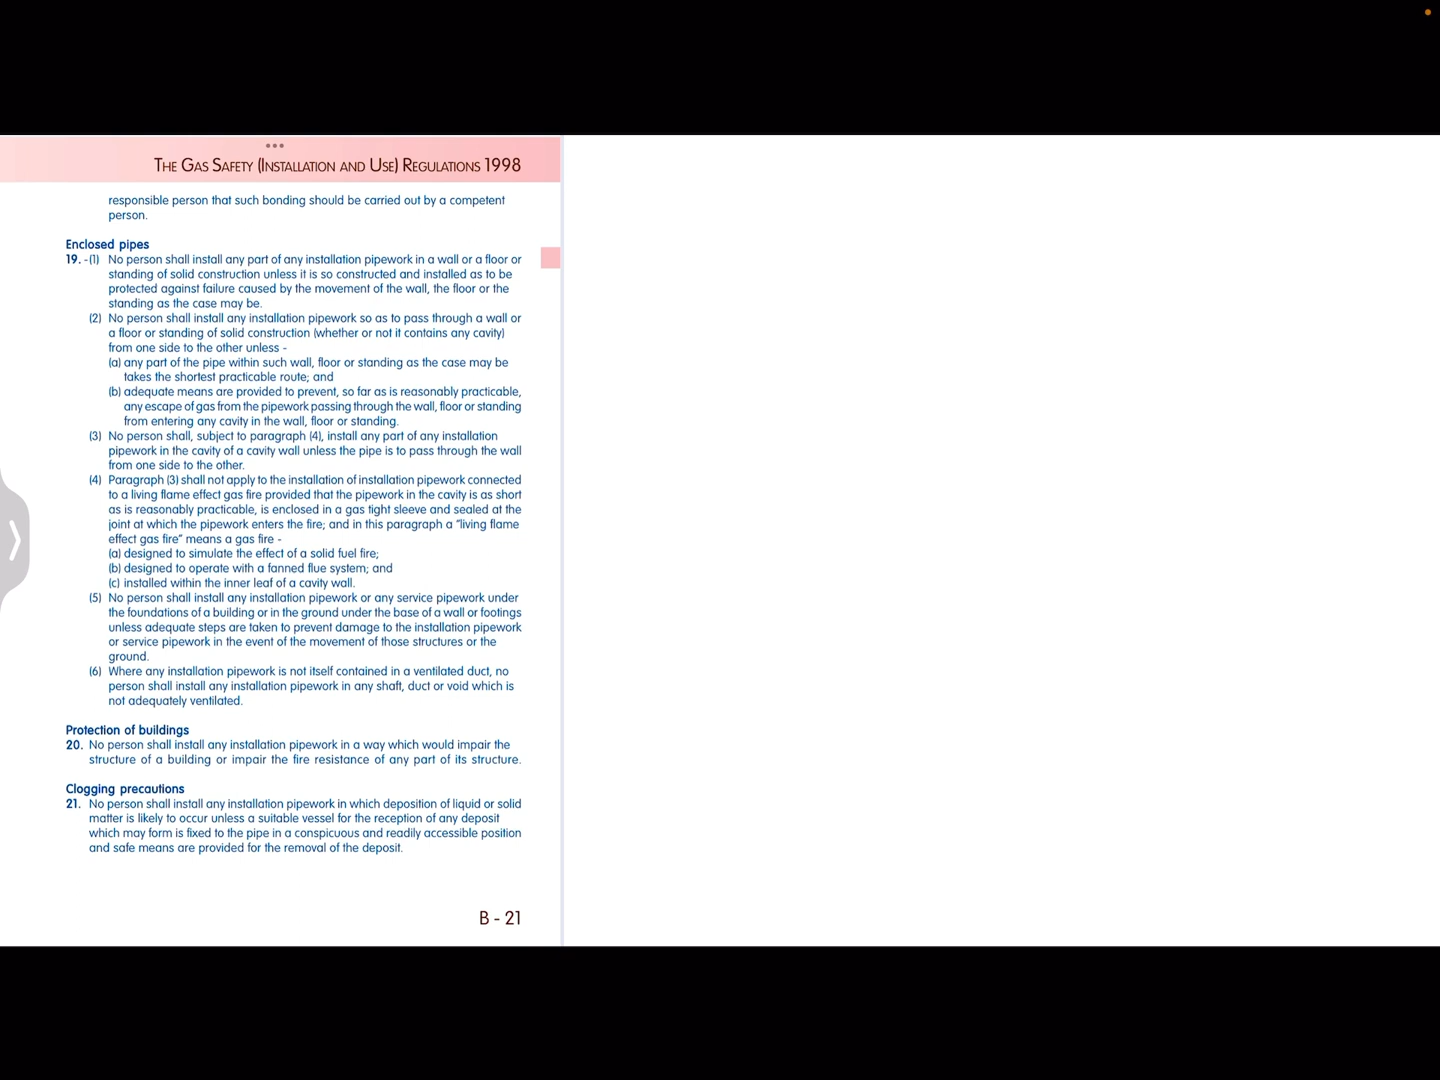 The Gas Safety (Installation and Use) Regulations 1998
responsible person that such bonding should be carried out by a competent
person.
Enclosed pipes
19. -(1) No person shall install any part of any installation pipework in a wall or a floor or
standing of solid construction unless it is so constructed and installed as to be
protected against failure caused by the movement of the wall, the floor or the
standing as the case may be.
(2) No person shall install any installation pipework so as to pass through a wall or
a floor or standing of solid construction (whether or not it contains any cavity)
from one side to the other unless -
(a) any part of the pipe within such wall, floor or standing as the case may be
takes the shortest practicable route; and
(b) adequate means are provided to prevent, so far as is reasonably practicable,
any escape of gas from the pipework passing through the wall, floor or standing
from entering any cavity in the wall, floor or standing.
(3) No person shall, subject to paragraph (4), install any part of any installation
pipework in the cavity of a cavity wall unless the pipe is to pass through the wall
from one side to the other.
(4) Paragraph (3) shall not apply to the installation of installation pipework connected
to a living flame effect gas fire provided that the pipework in the cavity is as short
as is reasonably practicable, is enclosed in a gas tight sleeve and sealed at the
joint at which the pipework enters the fire; and in this paragraph a "living flame
effect gas fire" means a gas fire -
(a) designed to simulate the effect of a solid fuel fire;
(b) designed to operate with a fanned flue system; and
(c) installed within the inner leaf of a cavity wall.
(5) No person shall install any installation pipework or any service pipework under
the foundations of a building or in the ground under the base of a wall or footings
unless adequate steps are taken to prevent damage to the installation pipework
or service pipework in the event of the movement of those structures or the
ground.
(6) Where any installation pipework is not itself contained in a ventilated duct, no
person shall install any installation pipework in any shaft, duct or void which is
not adequately ventilated.
Protection of buildings
20. No person shall install any installation pipework in a way which would impair the
structure of a building or impair the fire resistance of any part of its structure.
Clogging precautions
21. No person shall install any installation pipework in which deposition of liquid or solid
matter is likely to occur unless a suitable vessel for the reception of any deposit
which may form is fixed to the pipe in a conspicuous and readily accessible position
and safe means are provided for the removal of the deposit.
B - 21